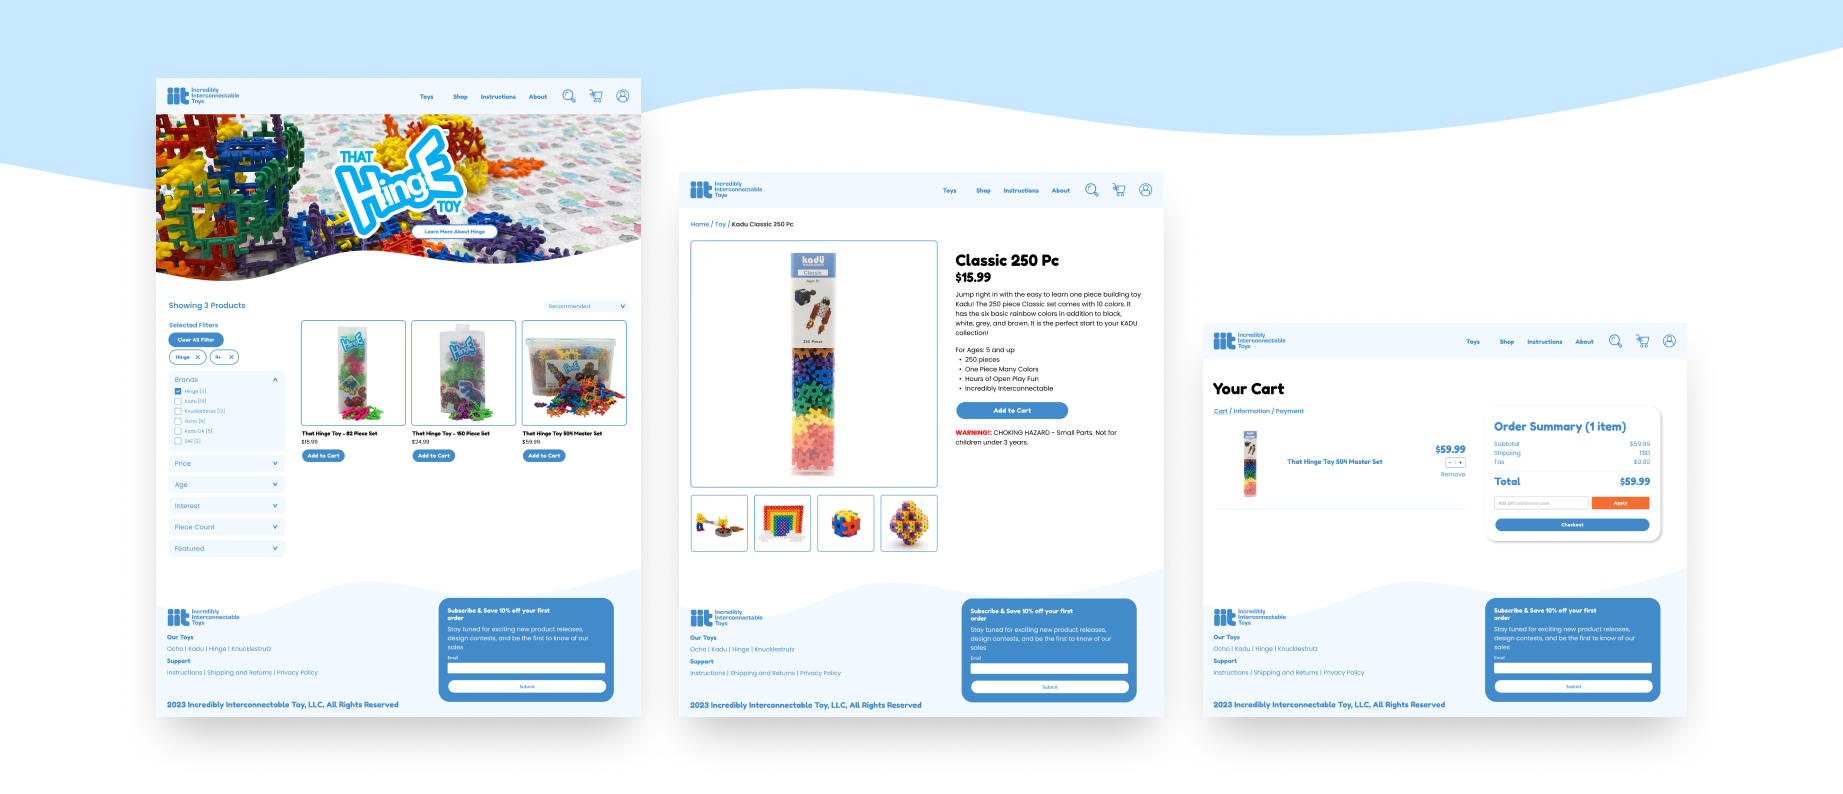 Incredibly
Interconnectable
Toys
Toys
Shop
Instructions
About
THAT
HingE
TOY
Learn More About Hinge
Showing 3 Products
Recommended
Selected Filters
Clear All Filter
Hinge X
4+ X
Brands
Hinge [3]
Kadu [15]
Knucklestrutz [13]
Ocho [6]
Kadu DA [5]
ZAZ [2]
Price
Age
Interest
Piece Count
Featured
That Hinge Toy - 82 Piece Set
$15.99
Add to Cart
That Hinge Toy - 150 Piece Set
$24.99
Add to Cart
That Hinge Toy 504 Master Set
$59.99
Add to Cart
Incredibly
Interconnectable
Toys
Our Toys
Ocho | Kadu | Hinge | Knucklestrutz
Support
Instructions | Shipping and Returns | Privacy Policy
2023 Incredibly Interconnectable Toy, LLC, All Rights Reserved
Subscribe & Save 10% off your first
order
Stay tuned for exciting new product releases,
design contests, and be the first to know of our
sales
Email
Submit
Incredibly
Interconnectable
Toys
Toys
Shop
Instructions
About
Home / Toy / Kadu Classic 250 Pc
kadu
Classic
Ages 5+
250 Pieces
Classic 250 Pc
$15.99
Jump right in with the easy to learn one piece building toy
Kadu! The 250 piece Classic set comes with 10 colors. It
has the six basic rainbow colors in addition to black,
white, grey, and brown. It is the perfect start to your KADU
collection!
For Ages: 5 and up
• 250 pieces
• One Piece Many Colors
• Hours of Open Play Fun
• Incredibly Interconnectable
Add to Cart
WARNING!: CHOKING HAZARD - Small Parts. Not for
children under 3 years.
Incredibly
Interconnectable
Toys
Our Toys
Ocho | Kadu | Hinge | Knucklestrutz
Support
Instructions | Shipping and Returns | Privacy Policy
2023 Incredibly Interconnectable Toy, LLC, All Rights Reserved
Subscribe & Save 10% off your first
order
Stay tuned for exciting new product releases,
design contests, and be the first to know of our
sales
Email
Submit
Incredibly
Interconnectable
Toys
Toys
Shop
Instructions
About
Your Cart
Cart / Information / Payment
That Hinge Toy 504 Master Set
$59.99
- 1 +
Remove
Order Summary (1 item)
Subtotal $59.99
Shipping TBD
Tax $0.00
Total $59.99
Add gift card/promo code
Apply
Checkout
Incredibly
Interconnectable
Toys
Our Toys
Ocho | Kadu | Hinge | Knucklestrutz
Support
Instructions | Shipping and Returns | Privacy Policy
2023 Incredibly Interconnectable Toy, LLC, All Rights Reserved
Subscribe & Save 10% off your first
order
Stay tuned for exciting new product releases,
design contests, and be the first to know of our
sales
Email
Submit